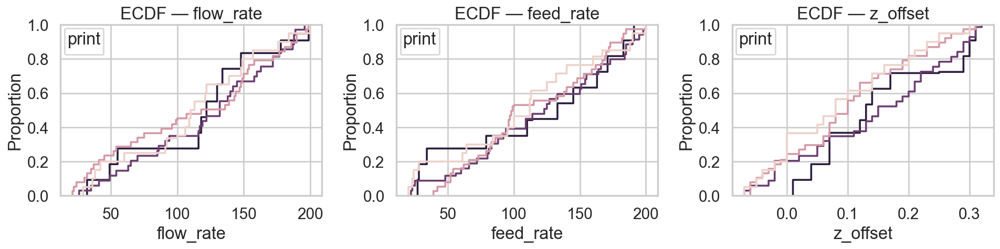 ECDF — flow_rate
print
1.0
0.8
0.6
0.4
0.2
0.0
Proportion
50 100 150 200
flow_rate
ECDF — feed_rate
print
1.0
0.8
0.6
0.4
0.2
0.0
Proportion
50 100 150 200
feed_rate
ECDF — z_offset
print
1.0
0.8
0.6
0.4
0.2
0.0
Proportion
0.0 0.1 0.2 0.3
z_offset